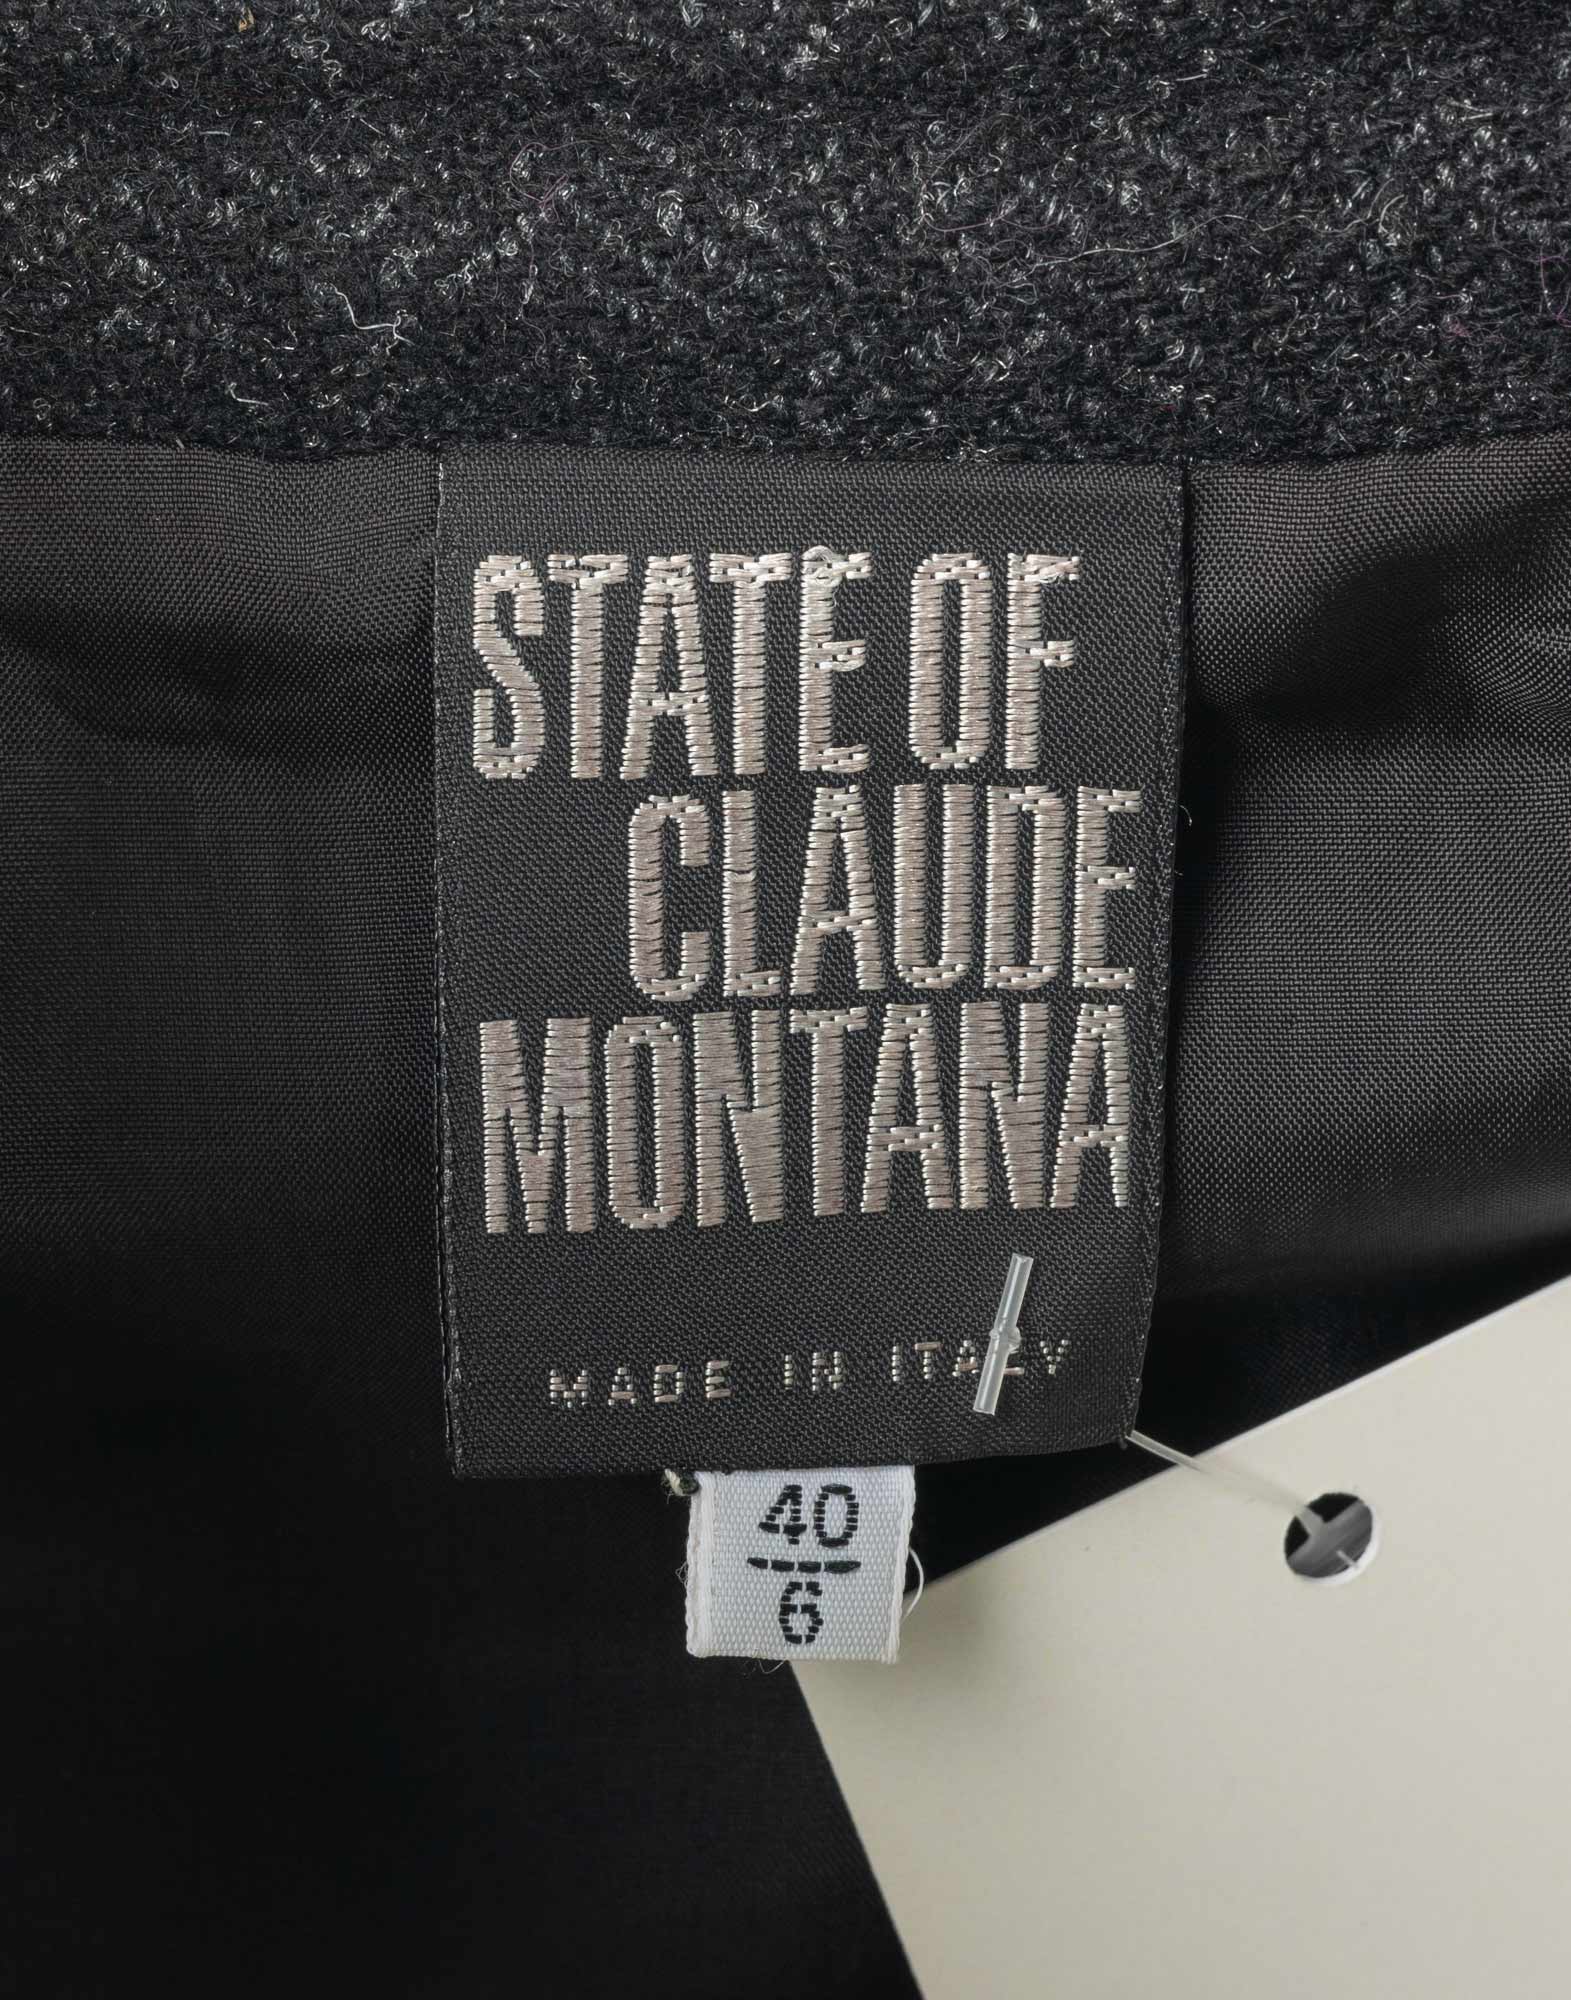 STATE OF
CLAUDE
MONTANA
MADE IN ITALY
40
6